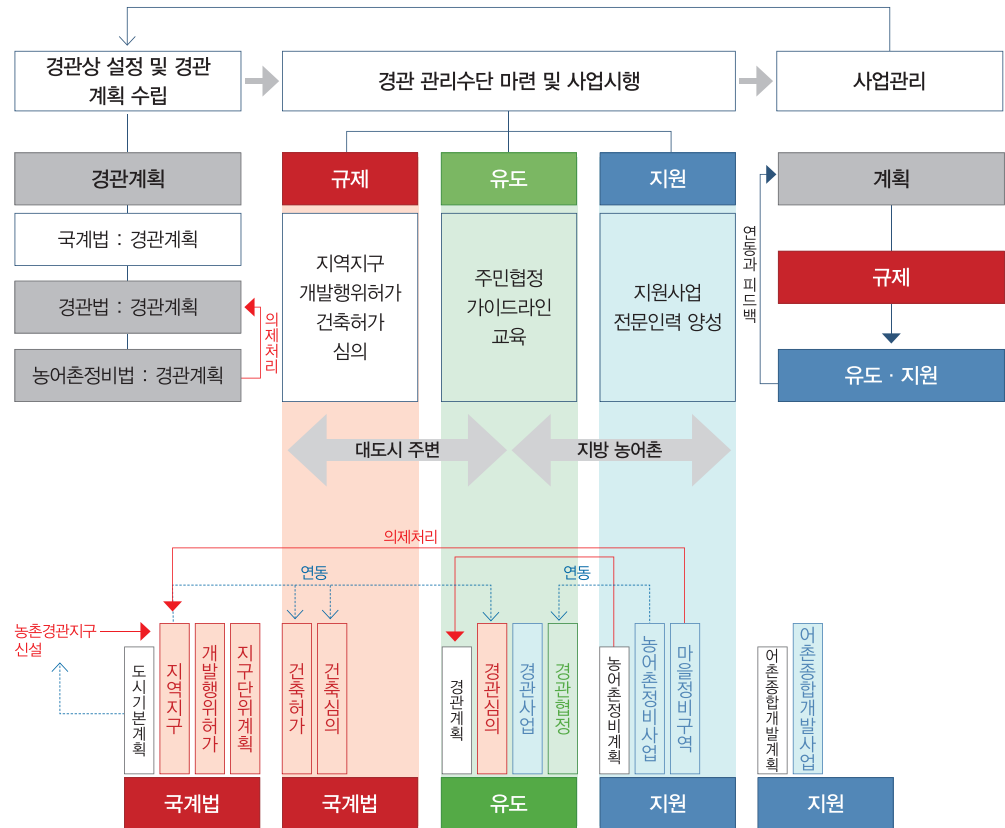 경관상 설정 및 경관
계획 수립
경관 관리수단 마련 및 사업시행
사업관리
경관계획
규제
유도
지원
계획
국계법 : 경관계획
경관법 : 경관계획
농어촌정비법 : 경관계획
의제처리
지역지구
개발행위허가
건축허가
심의
주민협정
가이드라인
교육
지원사업
전문인력 양성
연동과 피드백
규제
유도 · 지원
대도시 주변
지방 농어촌
의제처리
연동
연동
농촌경관지구
신설
도시기본계획
지역지구
개발행위허가
지구단위계획
건축허가
건축심의
경관계획
경관심의
경관사업
경관협정
농어촌정비계획
농어촌정비사업
마을정비구역
어촌종합개발계획
어촌종합개발사업
국계법
국계법
유도
지원
지원